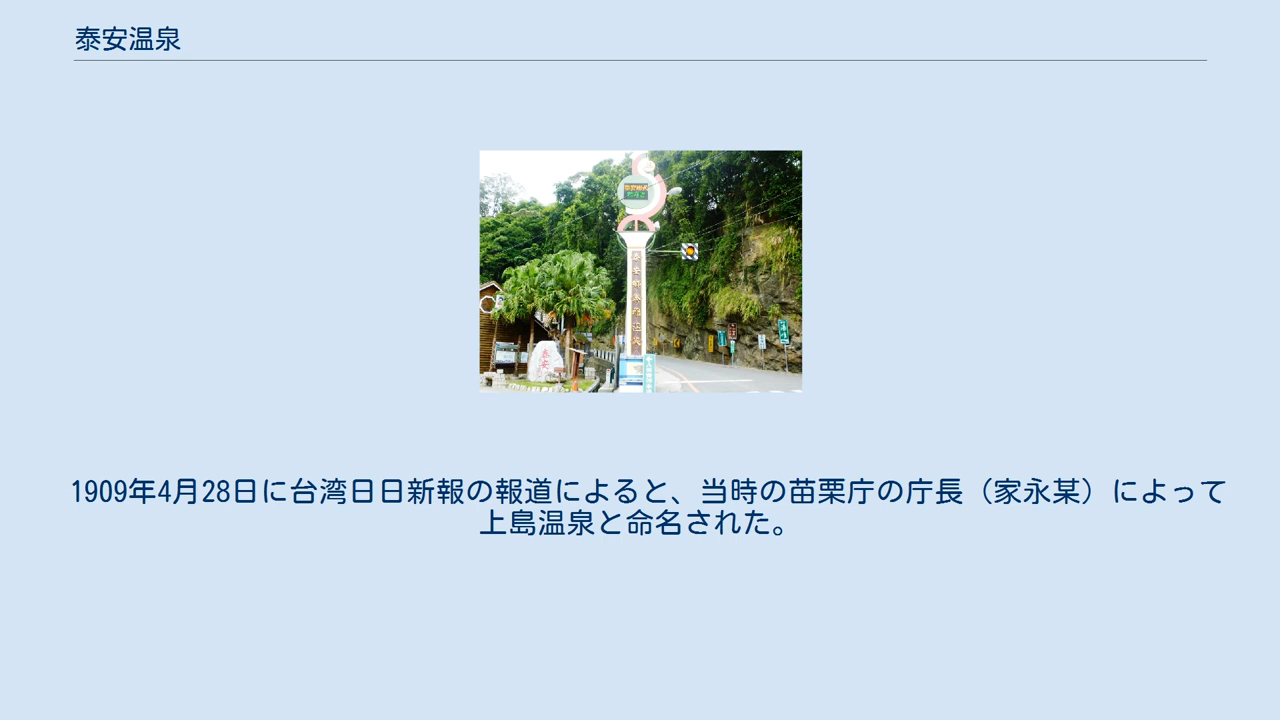 泰安温泉
泰安
1909年4月28日に台湾日日新報の報道によると、当時の苗栗庁の庁長（家永某）によって
上島温泉と命名された。